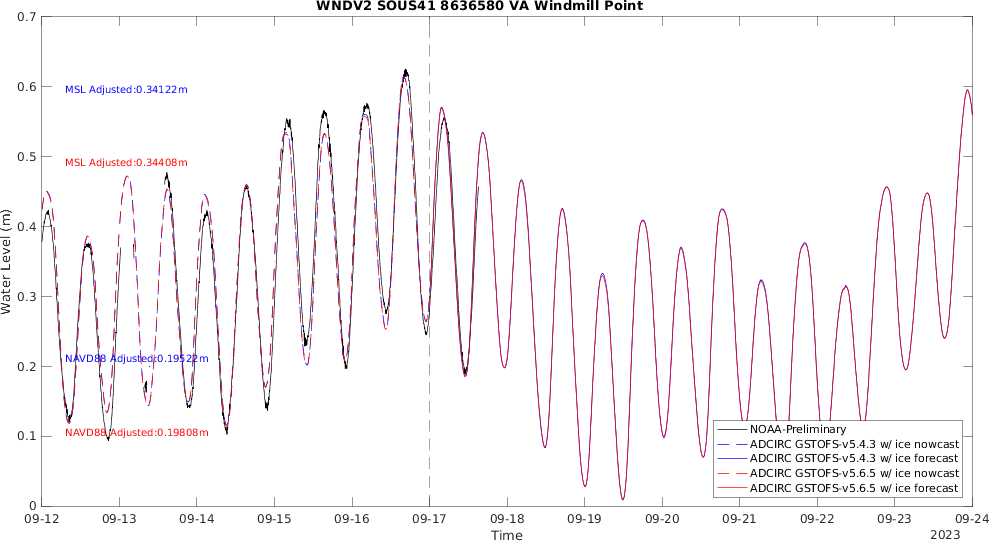 WNDV2 SOUS41 8636580 VA Windmill Point
0.7
0.6
0.5
0.4
0.3
0.2
0.1
0
Water Level (m)
MSL Adjusted:0.34122m
MSL Adjusted:0.34408m
NAVD88 Adjusted:0.19522m
NAVD88 Adjusted:0.19808m
NOAA-Preliminary
ADCIRC GSTOFS-v5.4.3 w/ ice nowcast
ADCIRC GSTOFS-v5.4.3 w/ ice forecast
ADCIRC GSTOFS-v5.6.5 w/ ice nowcast
ADCIRC GSTOFS-v5.6.5 w/ ice forecast
09-12 09-13 09-14 09-15 09-16 09-17 09-18 09-19 09-20 09-21 09-22 09-23 09-24
Time
2023